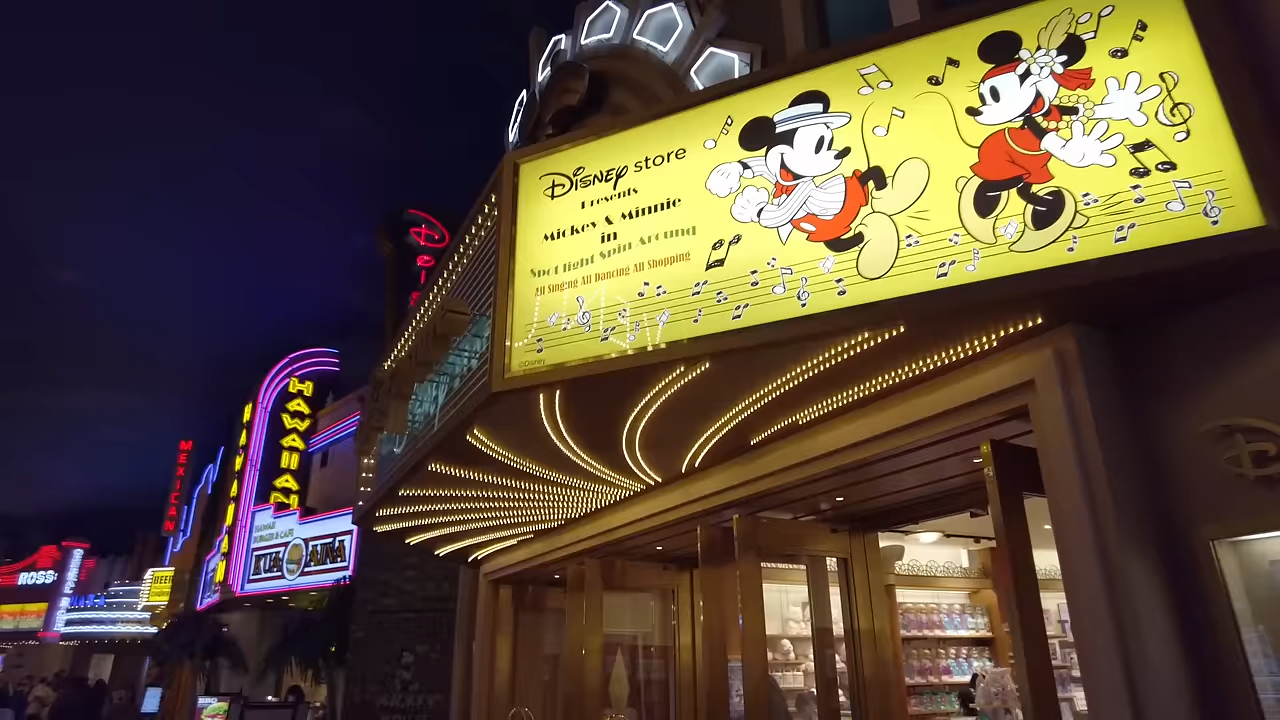 Disney store
Presents
Mickey & Minnie
in
Spotlight Spin Around
All Singing All Dancing All Shopping
©Disney
HAWAIIAN
HAWAIIAN
HAWAII
BURGER & CAFE
KUA AINA
MEXICAN
ROSS
BEER